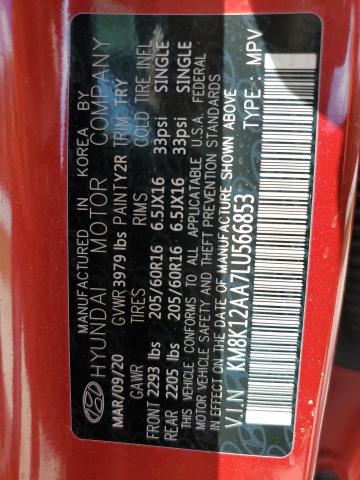 MANUFACTURED IN KOREA BY
HYUNDAI MOTOR COMPANY
MAR/09/20 GVWR 3979 lbs PAINT Y2R TRIM TRY
GAWR TIRES RIMS COLD TIRE INFL
FRONT 2293 lbs 205/60R16 6.5JX16 33psi SINGLE
REAR 2205 lbs 205/60R16 6.5JX16 33psi SINGLE
THIS VEHICLE CONFORMS TO ALL APPLICABLE U.S.A. FEDERAL
MOTOR VEHICLE SAFETY AND THEFT PREVENTION STANDARDS
IN EFFECT ON THE DATE OF MANUFACTURE SHOWN ABOVE
V.I.N : KM8K12AA7LU566853 TYPE : MPV